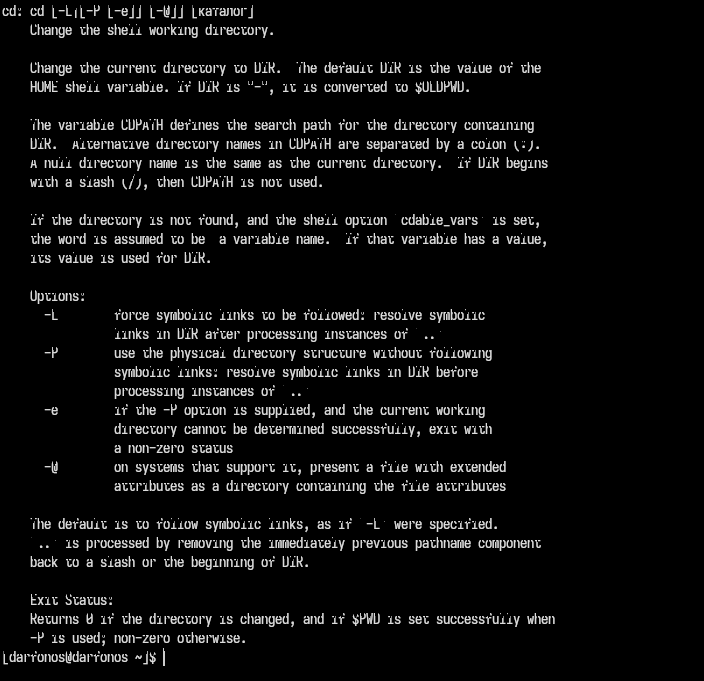 cd: cd [-L|[-P [-e]] [-@]] [каталог]
Change the shell working directory.
Change the current directory to DIR.  The default DIR is the value of the
HOME shell variable. If DIR is "-", it is converted to $OLDPWD.
The variable CDPATH defines the search path for the directory containing
DIR.  Alternative directory names in CDPATH are separated by a colon (:).
A null directory name is the same as the current directory.  If DIR begins
with a slash (/), then CDPATH is not used.
If the directory is not found, and the shell option `cdable_vars' is set,
the word is assumed to be  a variable name.  If that variable has a value,
its value is used for DIR.
Options:
-L	force symbolic links to be followed: resolve symbolic
links in DIR after processing instances of `..'
-P	use the physical directory structure without following
symbolic links: resolve symbolic links in DIR before
processing instances of `..'
-e	if the -P option is supplied, and the current working
directory cannot be determined successfully, exit with
a non-zero status
-@	on systems that support it, present a file with extended
attributes as a directory containing the file attributes
The default is to follow symbolic links, as if `-L' were specified.
`..' is processed by removing the immediately previous pathname component
back to a slash or the beginning of DIR.
Exit Status:
Returns 0 if the directory is changed, and if $PWD is set successfully when
-P is used; non-zero otherwise.
[darfonos@darfonos ~]$